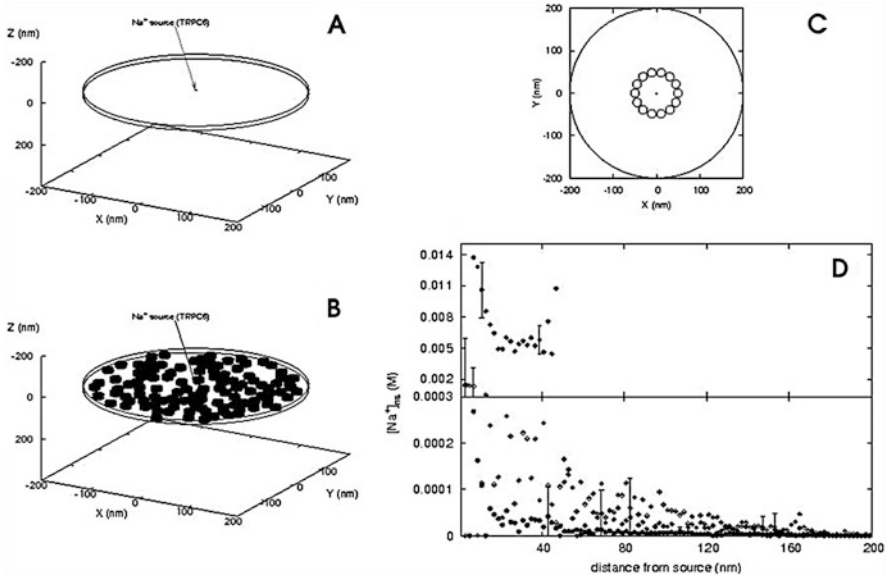 A
Na⁺ source (TRPC6)
Z (nm)
-200
0
200
-200
-100
0
100
200
X (nm)
-200
-100
0
100
Y (nm)
B
Na⁺ source (TRPC6)
Z (nm)
-200
0
200
-200
-100
0
100
200
X (nm)
-200
-100
0
100
Y (nm)
C
200
100
0
-100
-200
Y (nm)
-200 -100 0 100 200
X (nm)
D
0.014
0.011
0.008
0.005
0.002
0.0003
0.0002
0.0001
0
[Na⁺]ns (M)
40 80 120 160 200
distance from source (nm)